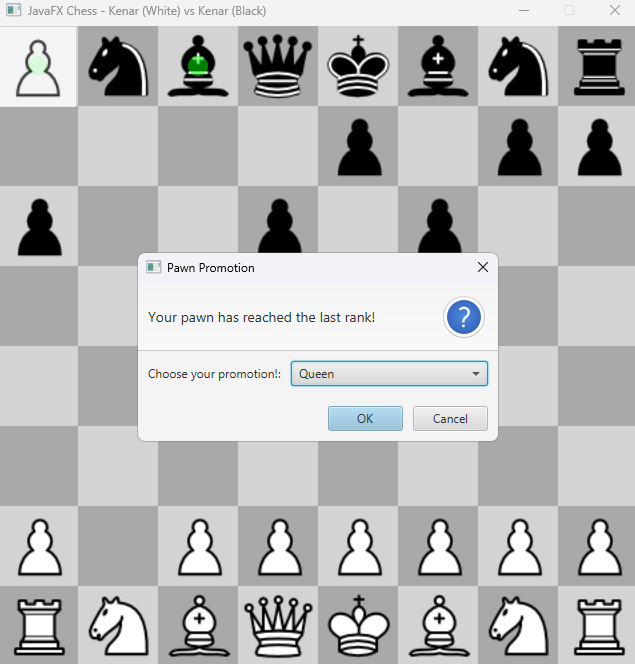 JavaFX Chess - Kenar (White) vs Kenar (Black)
Pawn Promotion
Your pawn has reached the last rank!
?
Choose your promotion!:
Queen
OK
Cancel